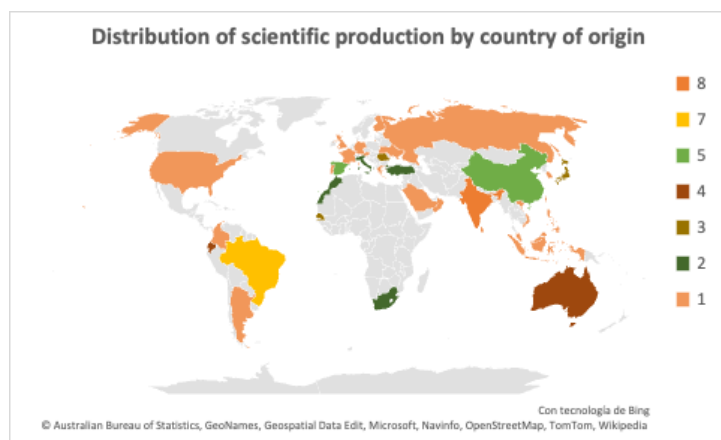 Distribution of scientific production by country of origin
8
7
5
4
3
2
1
Con tecnología de Bing
© Australian Bureau of Statistics, GeoNames, Geospatial Data Edit, Microsoft, Navinfo, OpenStreetMap, TomTom, Wikipedia